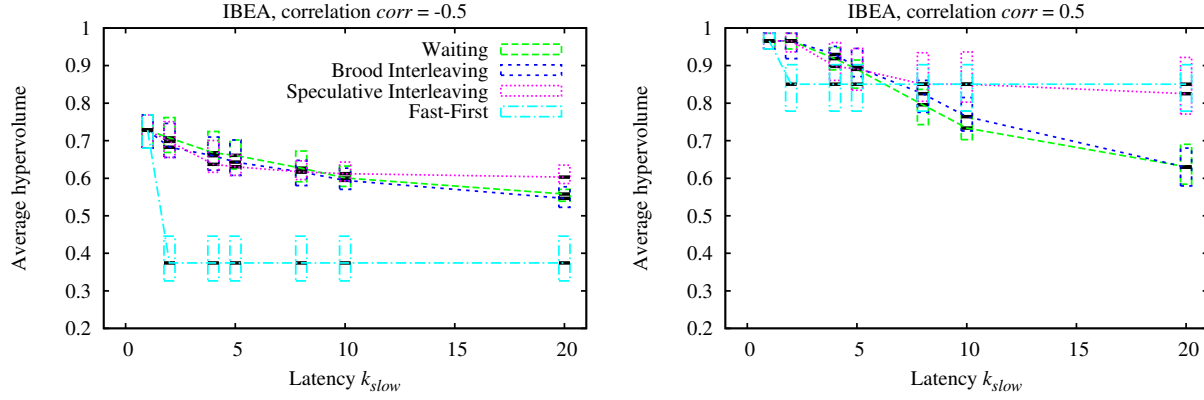 IBEA, correlation corr = -0.5
Average hypervolume
1
0.9
0.8
0.7
0.6
0.5
0.4
0.3
0.2
Waiting
Brood Interleaving
Speculative Interleaving
Fast-First
0 5 10 15 20
Latency k_slow
IBEA, correlation corr = 0.5
Average hypervolume
1
0.9
0.8
0.7
0.6
0.5
0.4
0.3
0.2
0 5 10 15 20
Latency k_slow